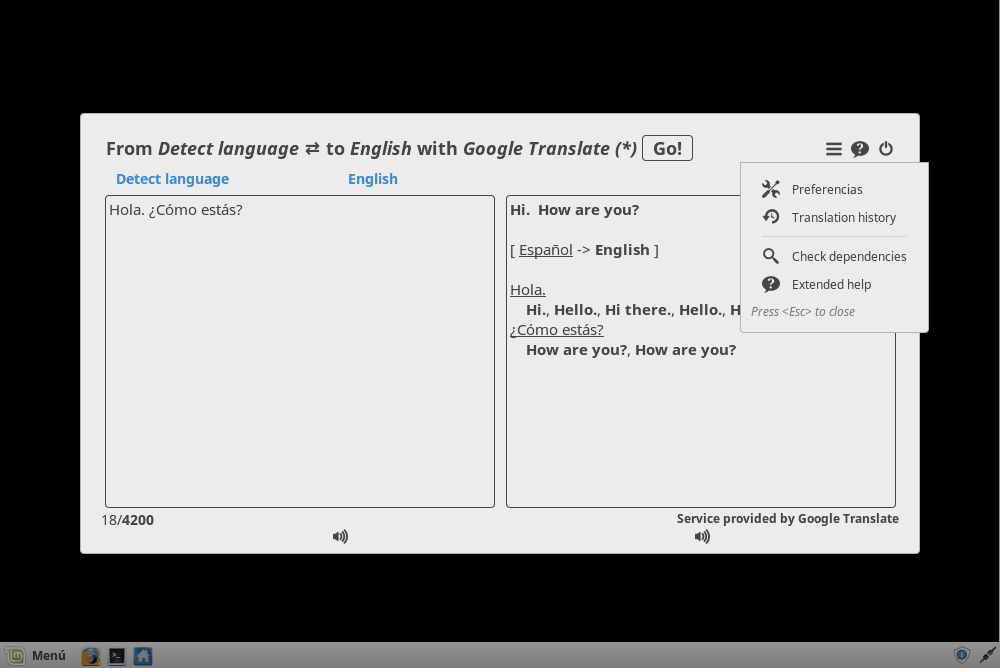 From Detect language ⇄ to English with Google Translate (*) Go!
Detect language English
Hola. ¿Cómo estás?
Hi.  How are you?
[ Español -> English ]
Hola.
Hi., Hello., Hi there., Hello., H
¿Cómo estás?
How are you?, How are you?
Preferencias
Translation history
Check dependencies
Extended help
Press <Esc> to close
18/4200
Service provided by Google Translate
Menú